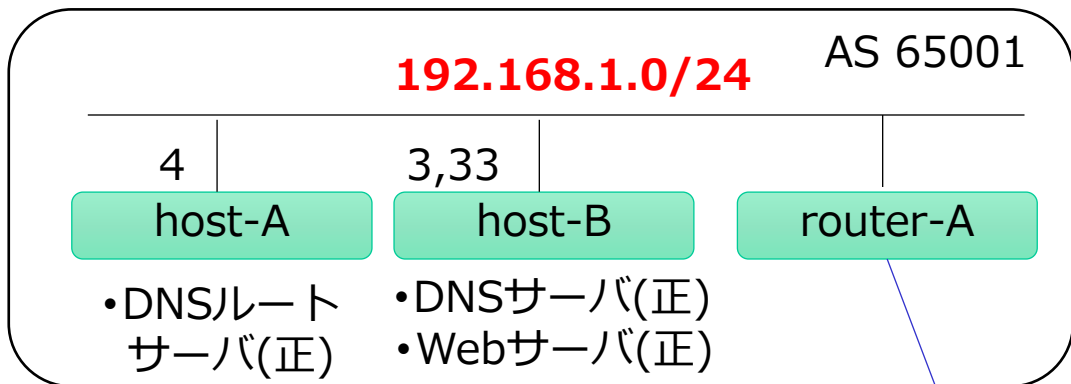 AS 65001
192.168.1.0/24
4
3,33
host-A
host-B
router-A
•DNSルート
サーバ(正)
•DNSサーバ(正)
•Webサーバ(正)